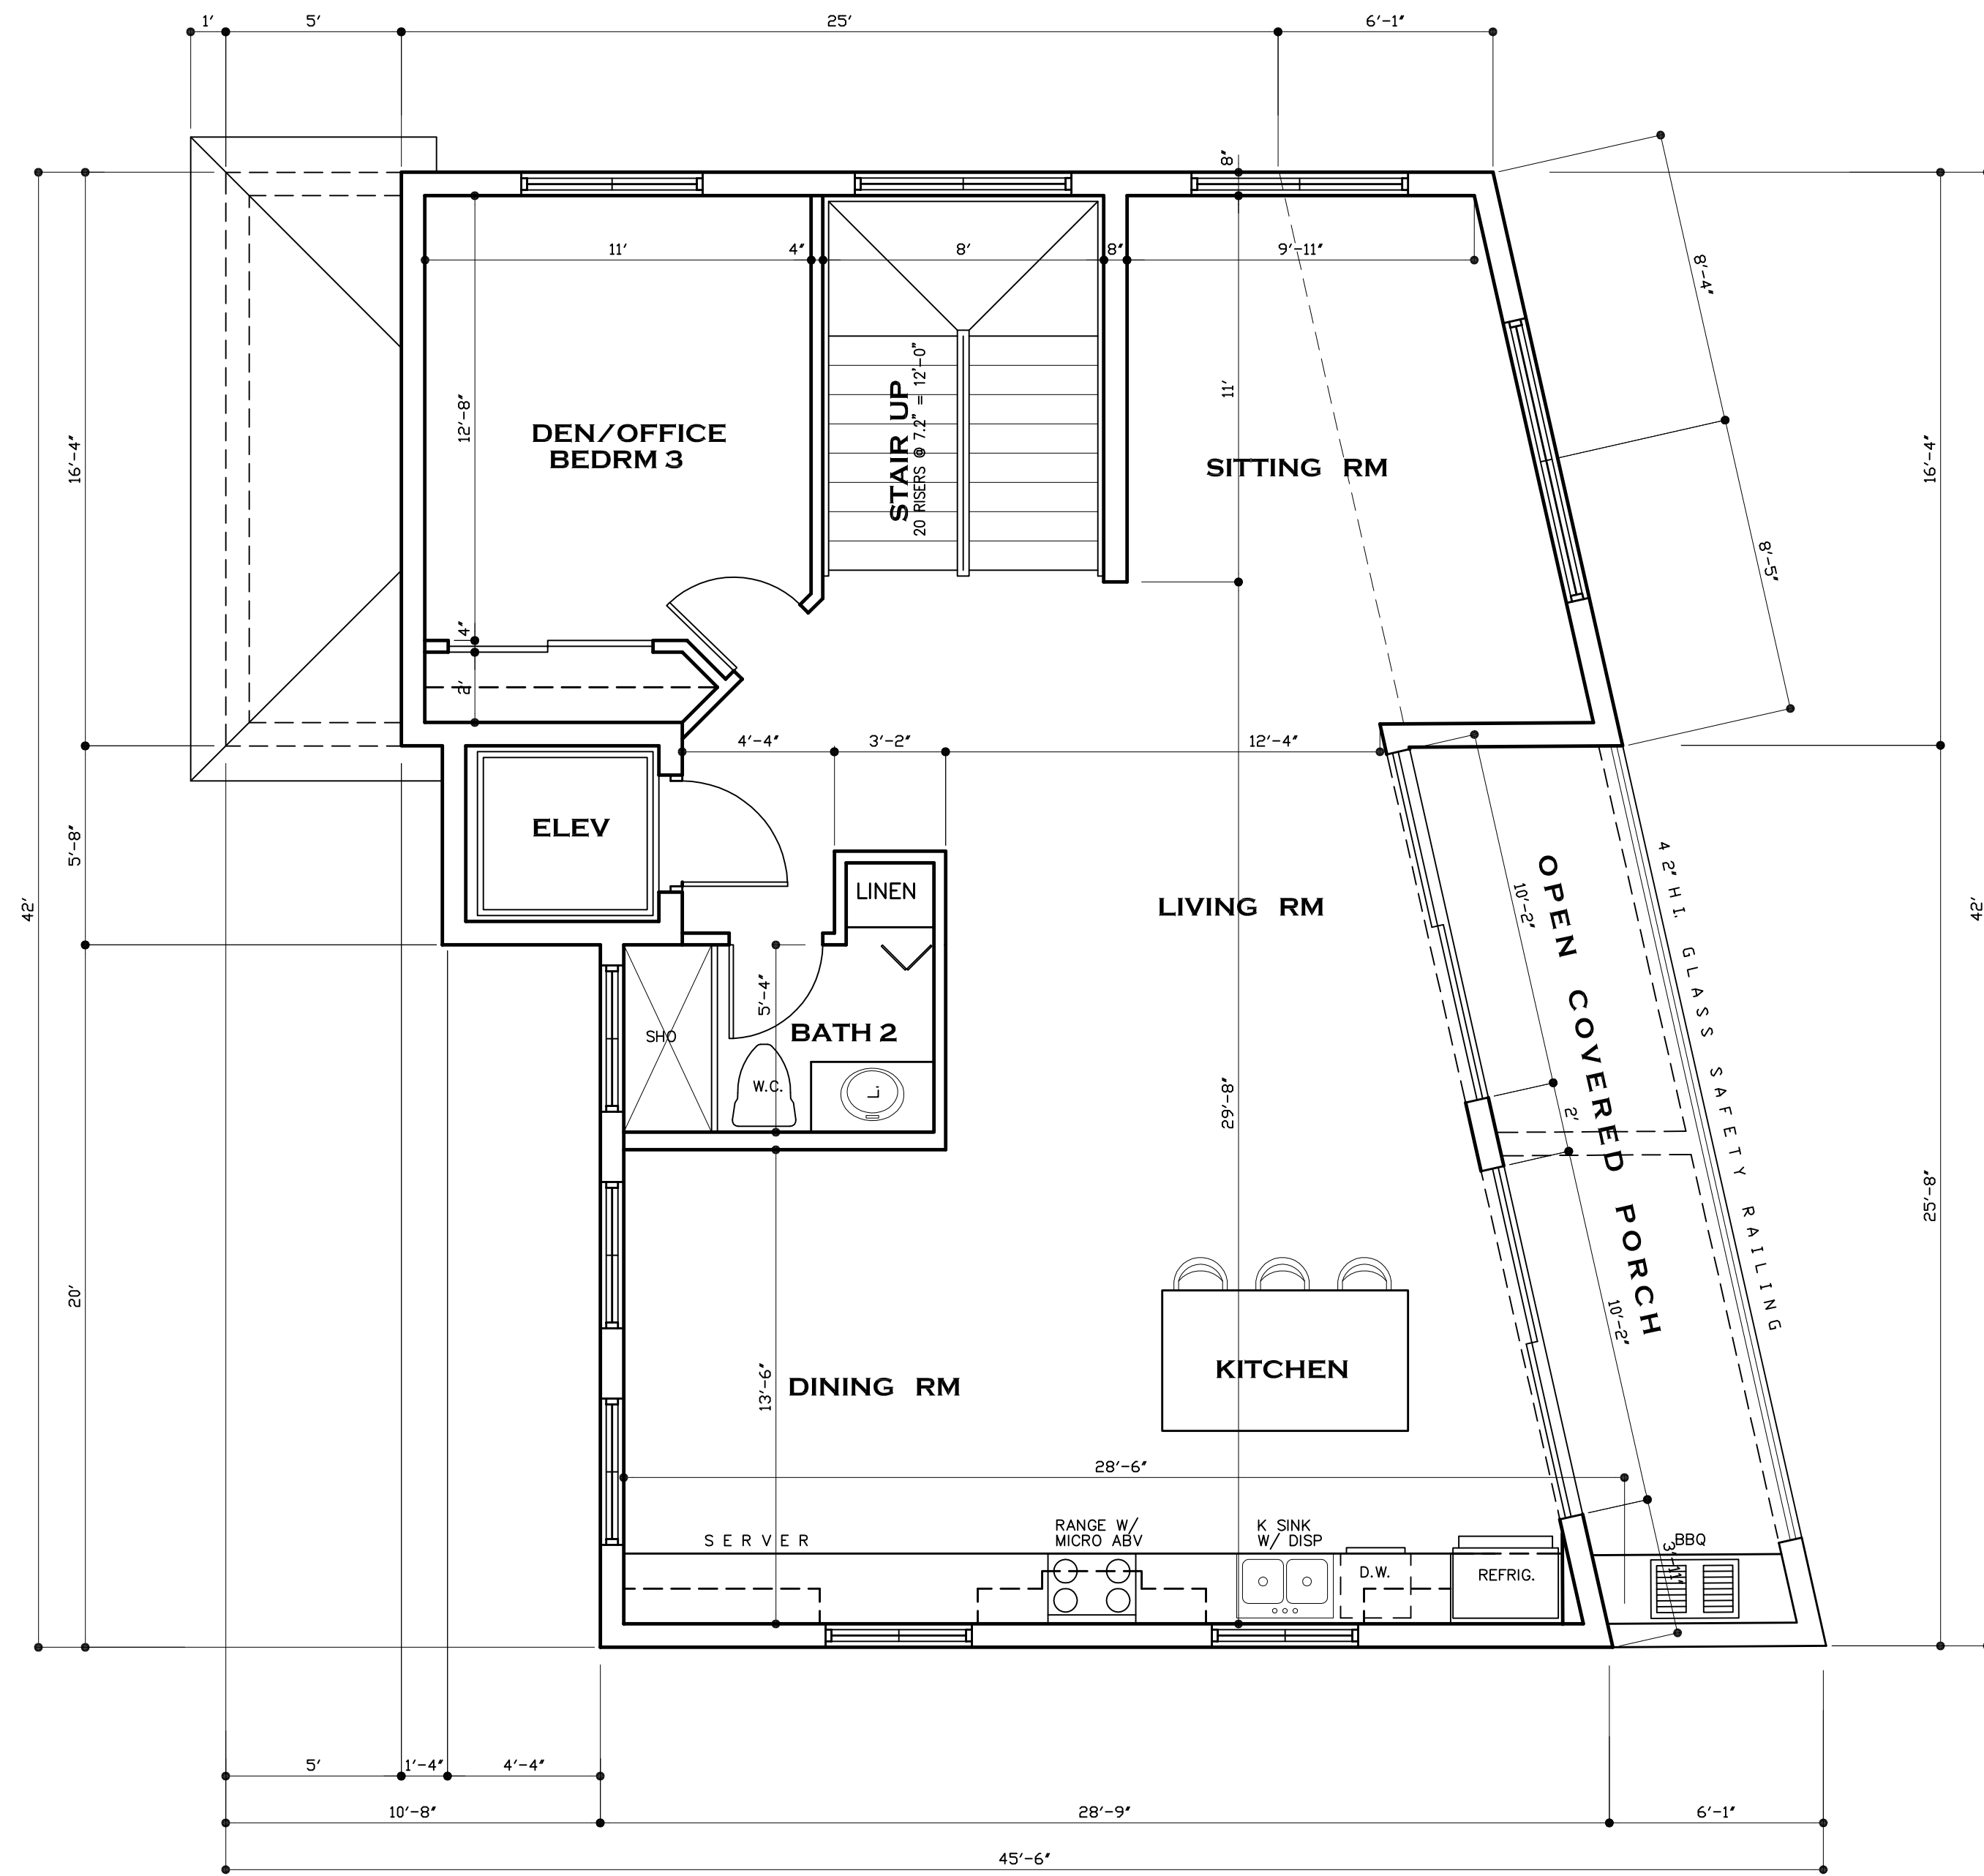 1'
5'
25'
6'-1"
8"
11'
4"
8'
8"
9'-11"
8'-4"
16'-4"
12'-8"
DEN/OFFICE
BEDRM 3
STAIR UP
20 RISERS @ 7.2" = 12'-0"
11'
SITTING RM
16'-4"
8'-5"
4"
2'
4'-4"
3'-2"
12'-4"
5'-8"
ELEV
LINEN
LIVING RM
42'
42'
10'-2"
OPEN COVERED PORCH
42" HI. GLASS SAFETY RAILING
5'-4"
SHO
BATH 2
W.C.
29'-8"
2'
25'-8"
20'
10'-2"
13'-6"
DINING RM
KITCHEN
28'-6"
SERVER
RANGE W/
MICRO ABV
K SINK
W/ DISP
D.W.
REFRIG.
BBQ
3'-11"
5'
1'-4"
4'-4"
10'-8"
28'-9"
6'-1"
45'-6"